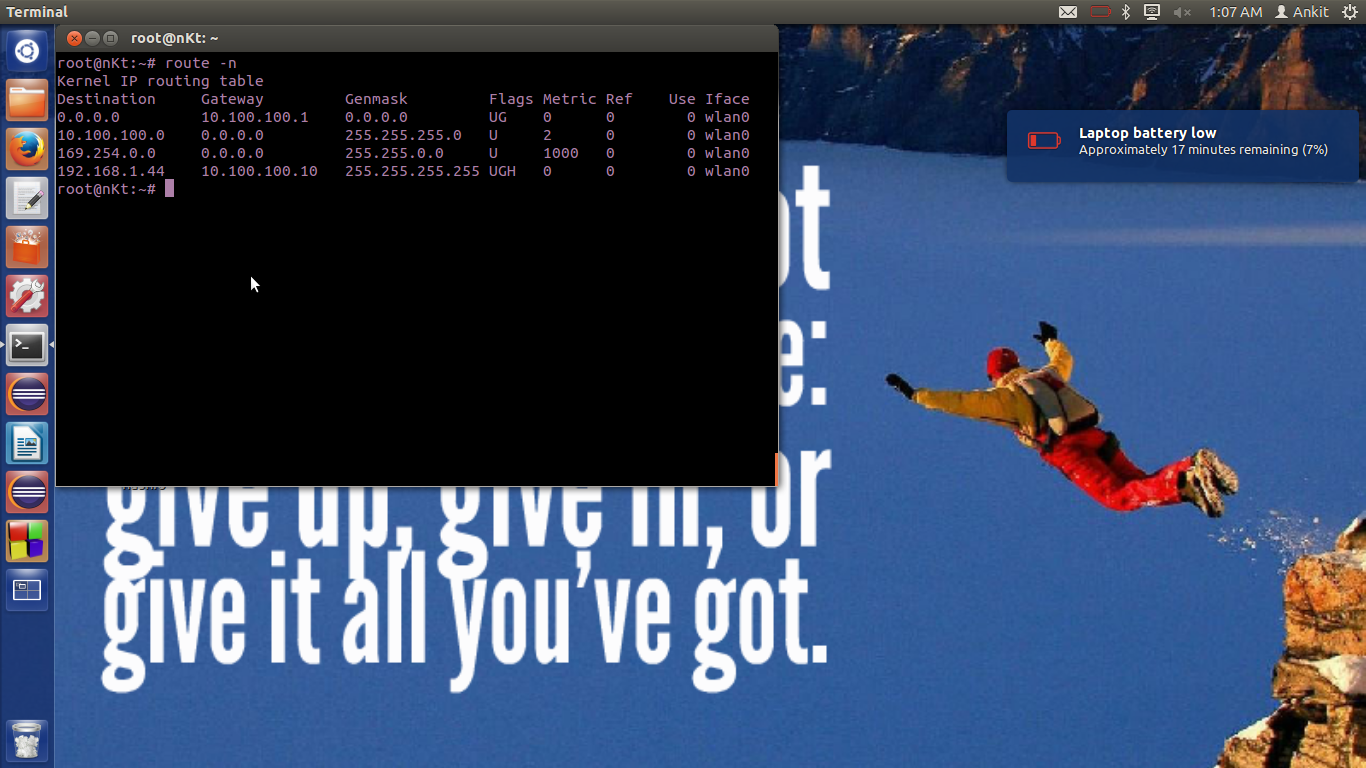 Terminal
1:07 AM Ankit
root@nKt: ~
root@nKt:~# route -n
Kernel IP routing table
Destination Gateway Genmask Flags Metric Ref Use Iface
0.0.0.0 10.100.100.1 0.0.0.0 UG 0 0 0 wlan0
10.100.100.0 0.0.0.0 255.255.255.0 U 2 0 0 wlan0
169.254.0.0 0.0.0.0 255.255.0.0 U 1000 0 0 wlan0
192.168.1.44 10.100.100.10 255.255.255.255 UGH 0 0 0 wlan0
root@nKt:~#
Laptop battery low
Approximately 17 minutes remaining (7%)
give up, give in, or
give it all you've got.